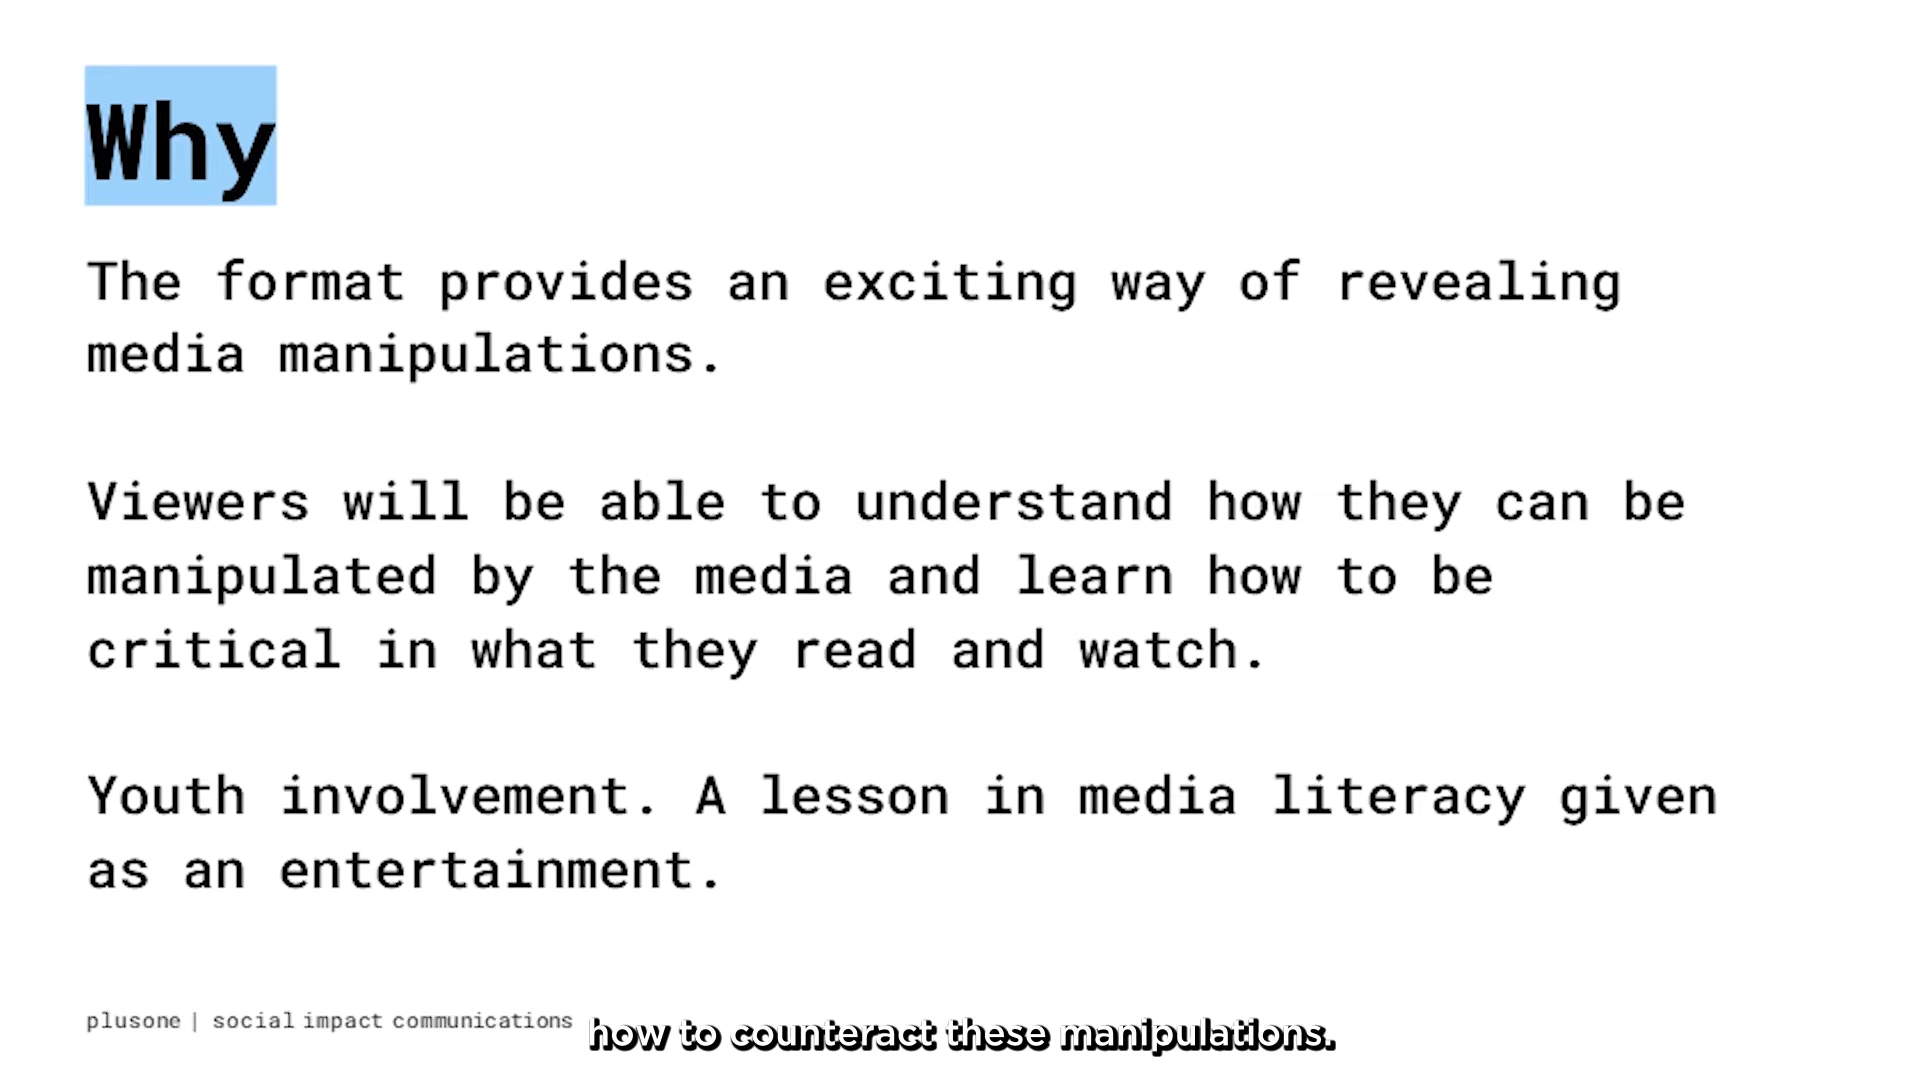 Why
The format provides an exciting way of revealing
media manipulations.
Viewers will be able to understand how they can be
manipulated by the media and learn how to be
critical in what they read and watch.
Youth involvement. A lesson in media literacy given
as an entertainment.
plusone | social impact communications
how to counteract these manipulations.